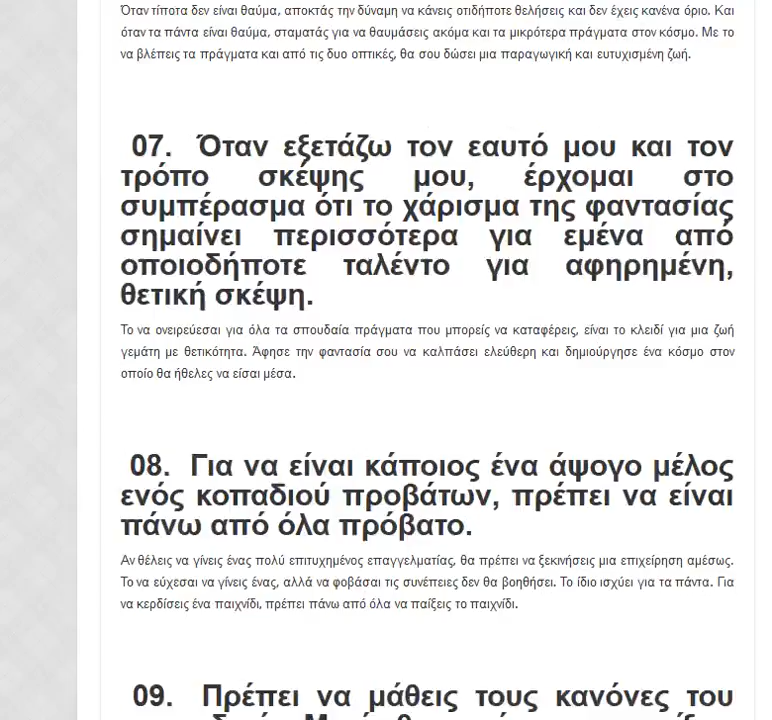 Όταν τίποτα δεν είναι θαύμα, αποκτάς την δύναμη να κάνεις οτιδήποτε θελήσεις και δεν έχεις κανένα όριο. Και
όταν τα πάντα είναι θαύμα, σταματάς για να θαυμάσεις ακόμα και τα μικρότερα πράγματα στον κόσμο. Με το
να βλέπεις τα πράγματα και από τις δυο οπτικές, θα σου δώσει μια παραγωγική και ευτυχισμένη ζωή.
07. Όταν εξετάζω τον εαυτό μου και τον
τρόπο σκέψης μου, έρχομαι στο
συμπέρασμα ότι το χάρισμα της φαντασίας
σημαίνει περισσότερα για εμένα από
οποιοδήποτε ταλέντο για αφηρημένη,
θετική σκέψη.
Το να ονειρεύεσαι για όλα τα σπουδαία πράγματα που μπορείς να καταφέρεις, είναι το κλειδί για μια ζωή
γεμάτη με θετικότητα. Άφησε την φαντασία σου να καλπάσει ελεύθερη και δημιούργησε ένα κόσμο στον
οποίο θα ήθελες να είσαι μέσα.
08. Για να είναι κάποιος ένα άψογο μέλος
ενός κοπαδιού προβάτων, πρέπει να είναι
πάνω από όλα πρόβατο.
Αν θέλεις να γίνεις ένας πολύ επιτυχημένος επαγγελματίας, θα πρέπει να ξεκινήσεις μια επιχείρηση αμέσως.
Το να εύχεσαι να γίνεις ένας, αλλά να φοβάσαι τις συνέπειες δεν θα βοηθήσει. Το ίδιο ισχύει για τα πάντα. Για
να κερδίσεις ένα παιχνίδι, πρέπει πάνω από όλα να παίξεις το παιχνίδι.
09. Πρέπει να μάθεις τους κανόνες του